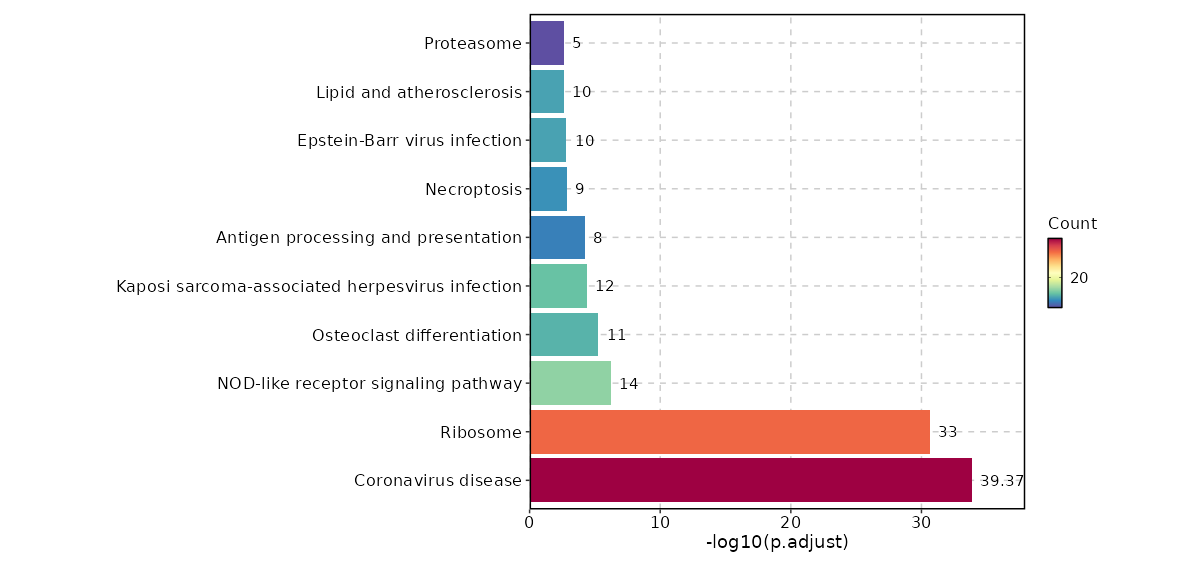 Proteasome 5
Lipid and atherosclerosis 10
Epstein-Barr virus infection 10
Necroptosis 9
Antigen processing and presentation 8
Kaposi sarcoma-associated herpesvirus infection 12
Osteoclast differentiation 11
NOD-like receptor signaling pathway 14
Ribosome 33
Coronavirus disease 39.37
0 10 20 30
-log10(p.adjust)
Count
20